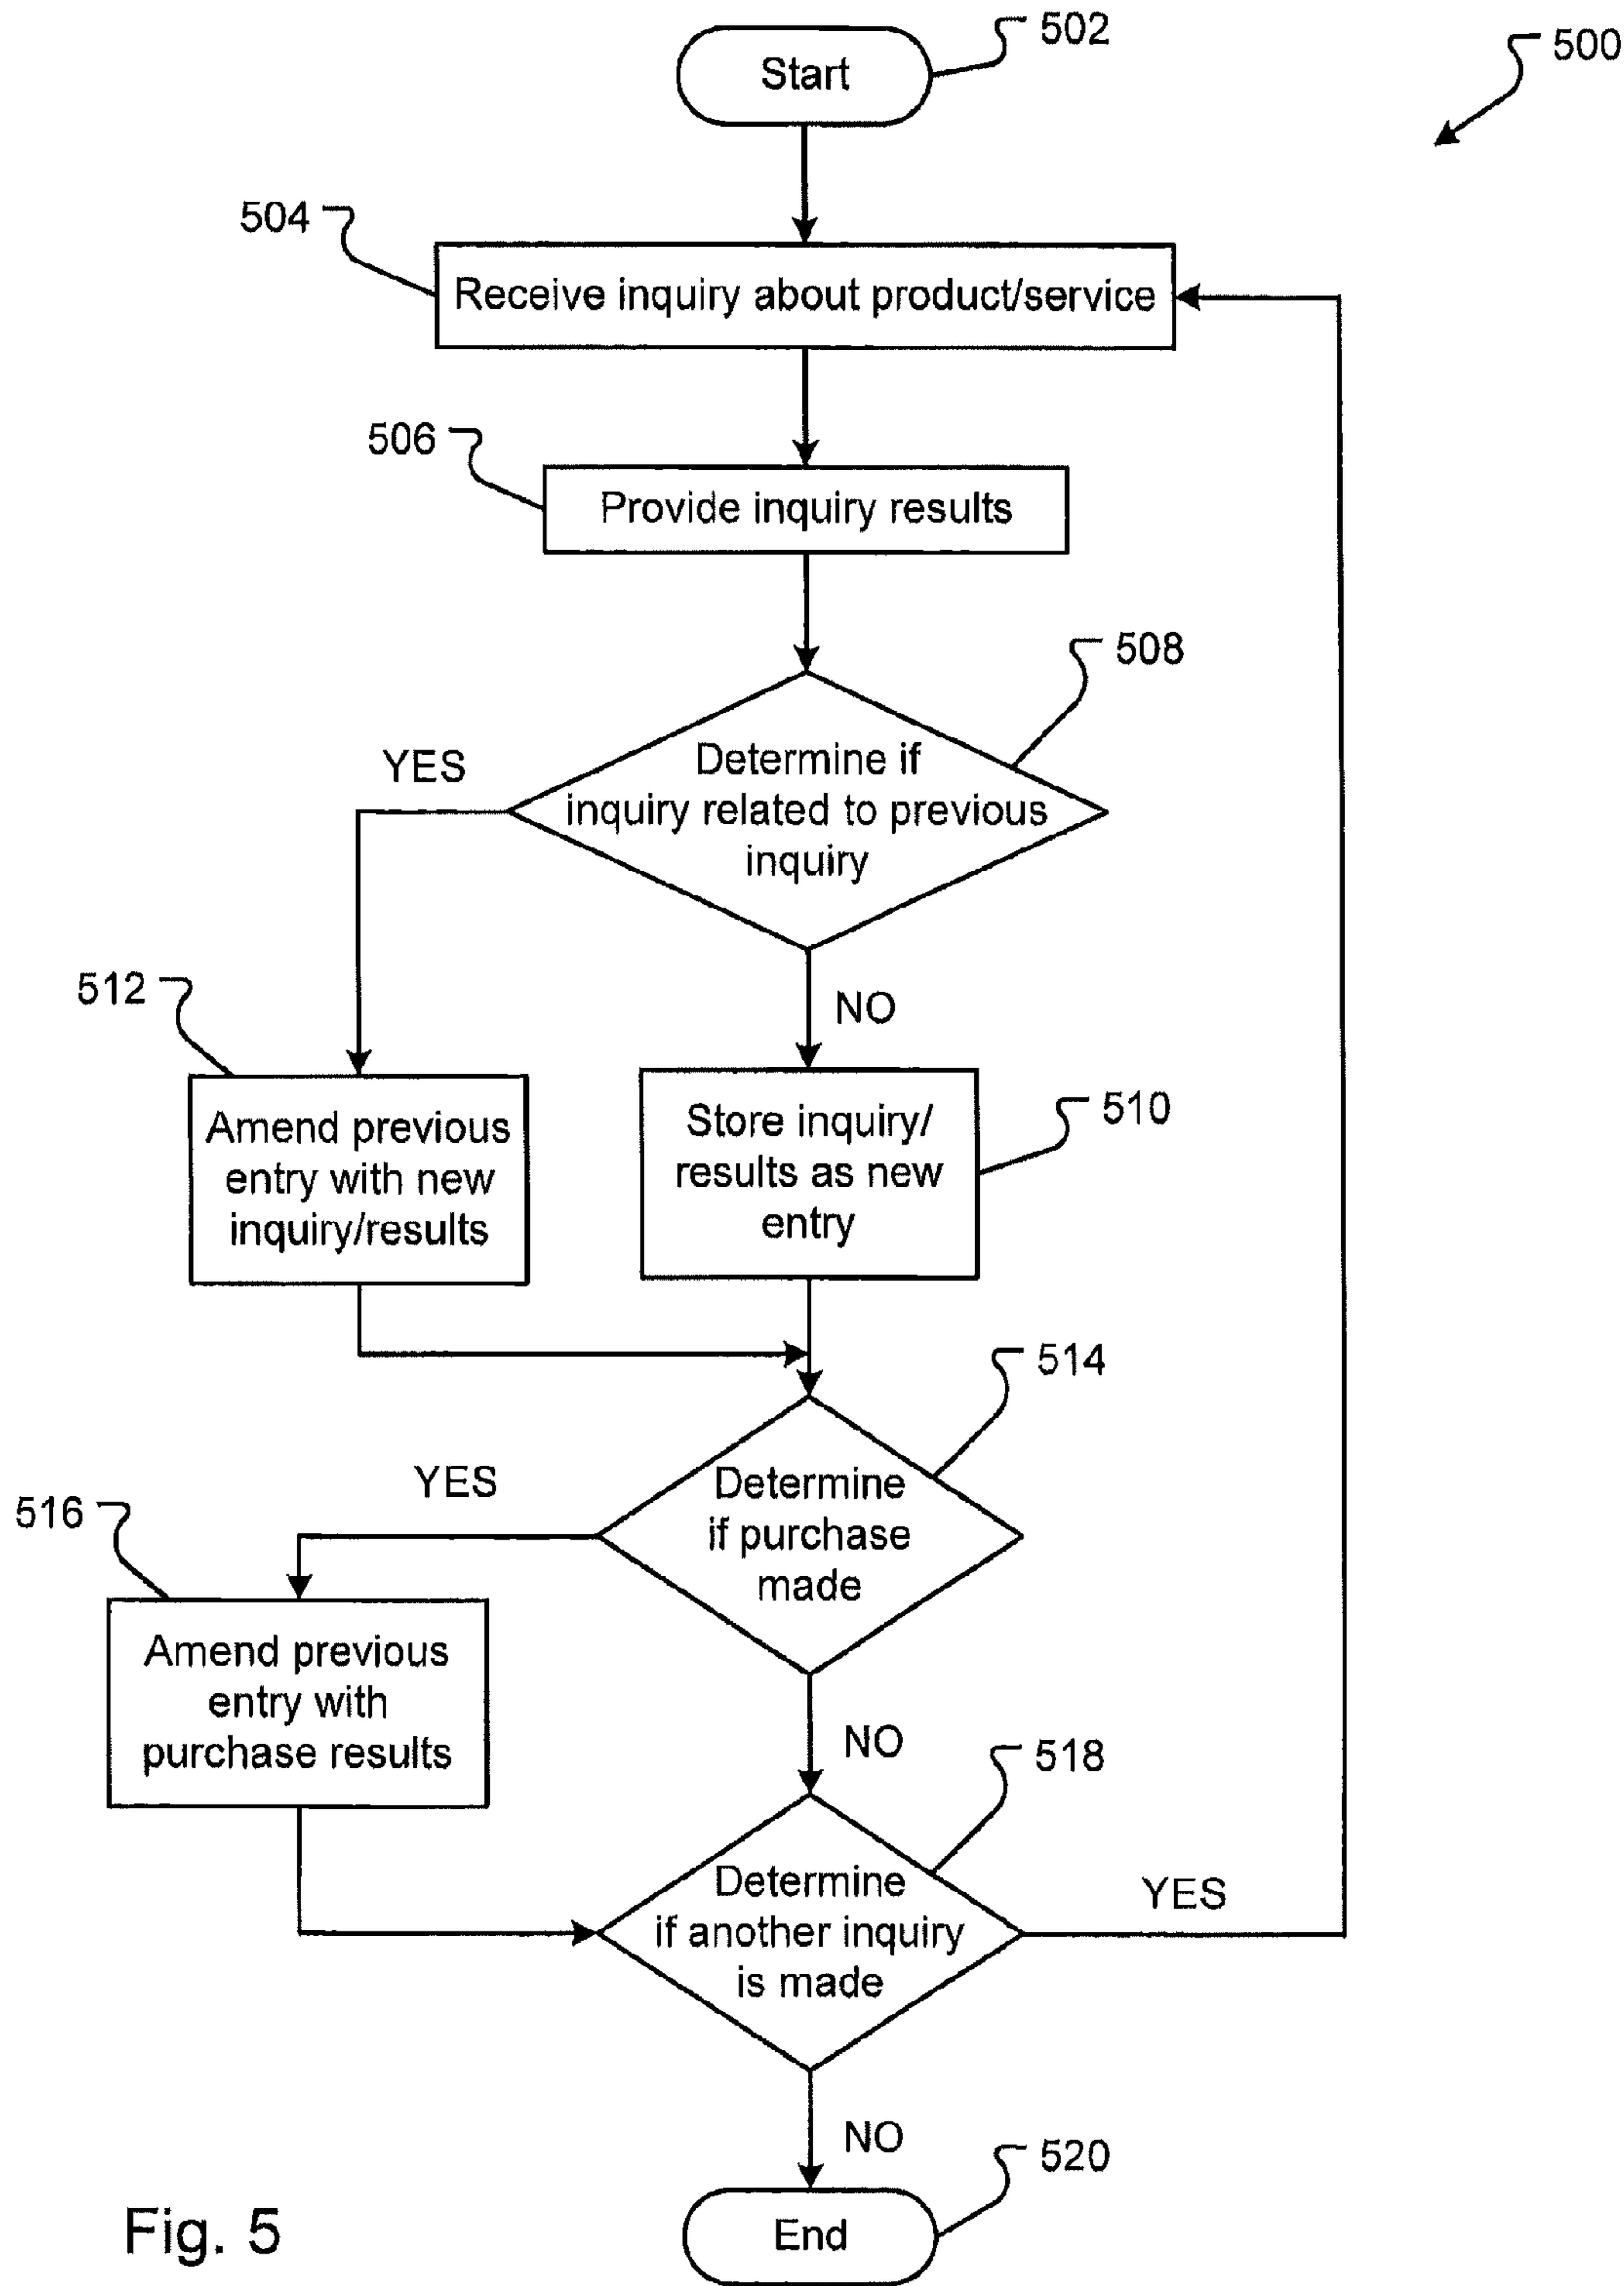 502
500
Start
504
Receive inquiry about product/service
506
Provide inquiry results
508
YES
Determine if
inquiry related to previous
inquiry
512
NO
Amend previous
entry with new
inquiry/results
Store inquiry/
results as new
entry
510
514
YES
Determine
if purchase
made
516
Amend previous
entry with
purchase results
NO
518
Determine
if another inquiry
is made
YES
NO
520
End
Fig. 5